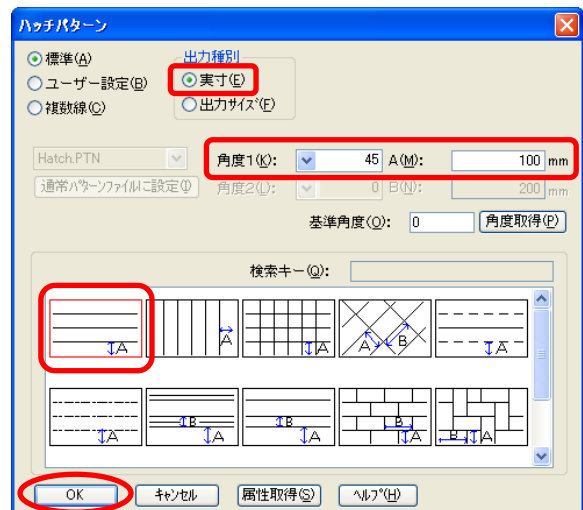 ハッチパターン
標準(A)
ユーザー設定(B)
複数線(C)
出力種別
実寸(E)
出力サイズ(F)
Hatch.PTN
角度1(K): 45 A(M): 100 mm
通常パターンファイルに設定(I) 角度2(L): 0 B(N): 200 mm
基準角度(O): 0 角度取得(P)
検索キー(Q):
A A A A B A
A B A B A B A B A
OK キャンセル 属性取得(S) ヘルプ(H)